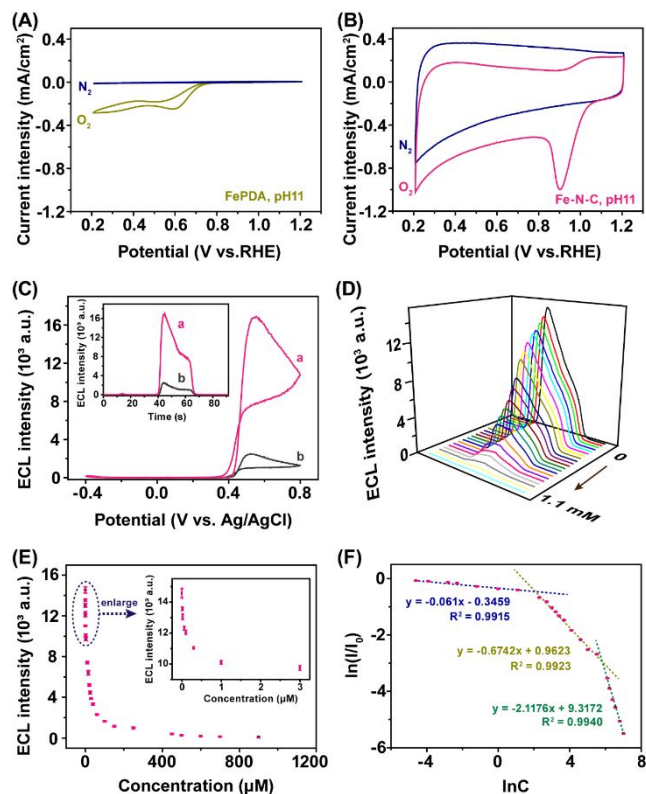 (A)
Current intensity (mA/cm²)
0.4
0.0
-0.4
-0.8
-1.2
N₂
O₂
FePDA, pH11
0.2 0.4 0.6 0.8 1.0 1.2
Potential (V vs.RHE)
(B)
Current intensity (mA/cm²)
0.4
0.0
-0.4
-0.8
-1.2
N₂
O₂
Fe-N-C, pH11
0.2 0.4 0.6 0.8 1.0 1.2
Potential (V vs.RHE)
(C)
ECL intensity (10³ a.u.)
20
16
12
8
4
0
ECL intensity (10³ a.u.)
16
12
8
4
0
a
b
0 20 40 60 80
Time (s)
a
b
-0.4 0.0 0.4 0.8
Potential (V vs. Ag/AgCl)
(D)
ECL intensity (10³ a.u.)
12
8
4
0
0
1.1 mM
(E)
ECL intensity (10³ a.u.)
16
14
12
10
8
6
4
2
0
enlarge
ECL intensity (10³ a.u.)
14
12
10
0 1 2 3
Concentration (µM)
0 400 800 1200
Concentration (µM)
(F)
ln(I/I₀)
0
-2
-4
-6
y = -0.061x - 0.3459
R² = 0.9915
y = -0.6742x + 0.9623
R² = 0.9923
y = -2.1176x + 9.3172
R² = 0.9940
-4 0 4 8
lnC